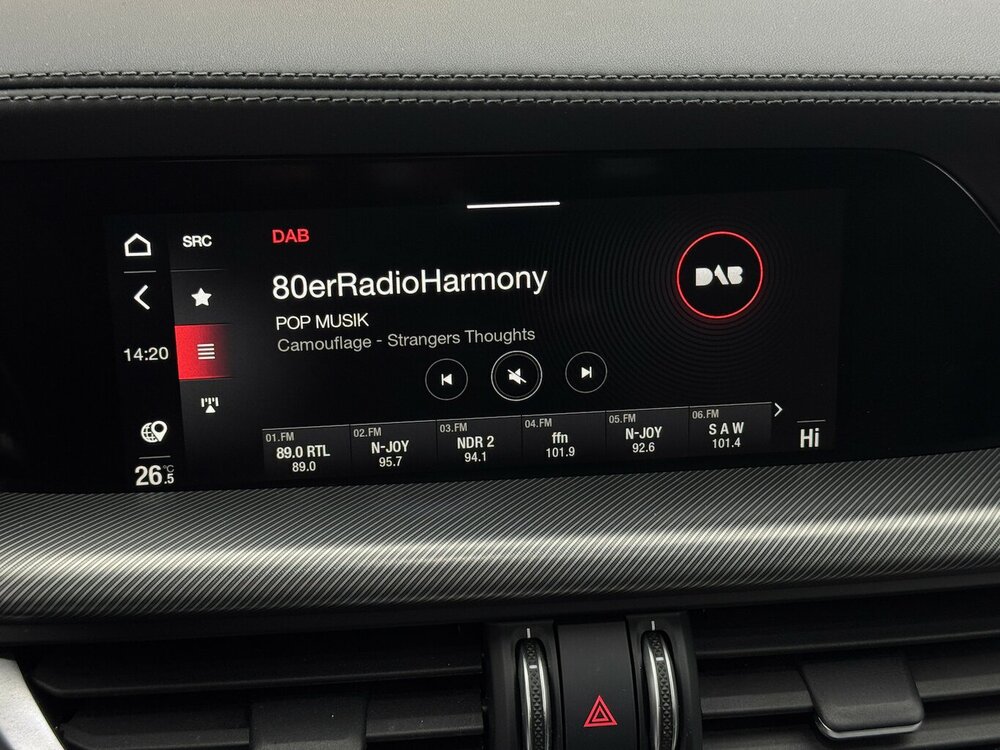 SRC
DAB
80erRadioHarmony
POP MUSIK
Camouflage - Strangers Thoughts
DAB
14:20
01.FM
89.0 RTL
89.0
02.FM
N-JOY
95.7
03.FM
NDR 2
94.1
04.FM
ffn
101.9
05.FM
N-JOY
92.6
06.FM
S A W
101.4
26.5°C
Hi